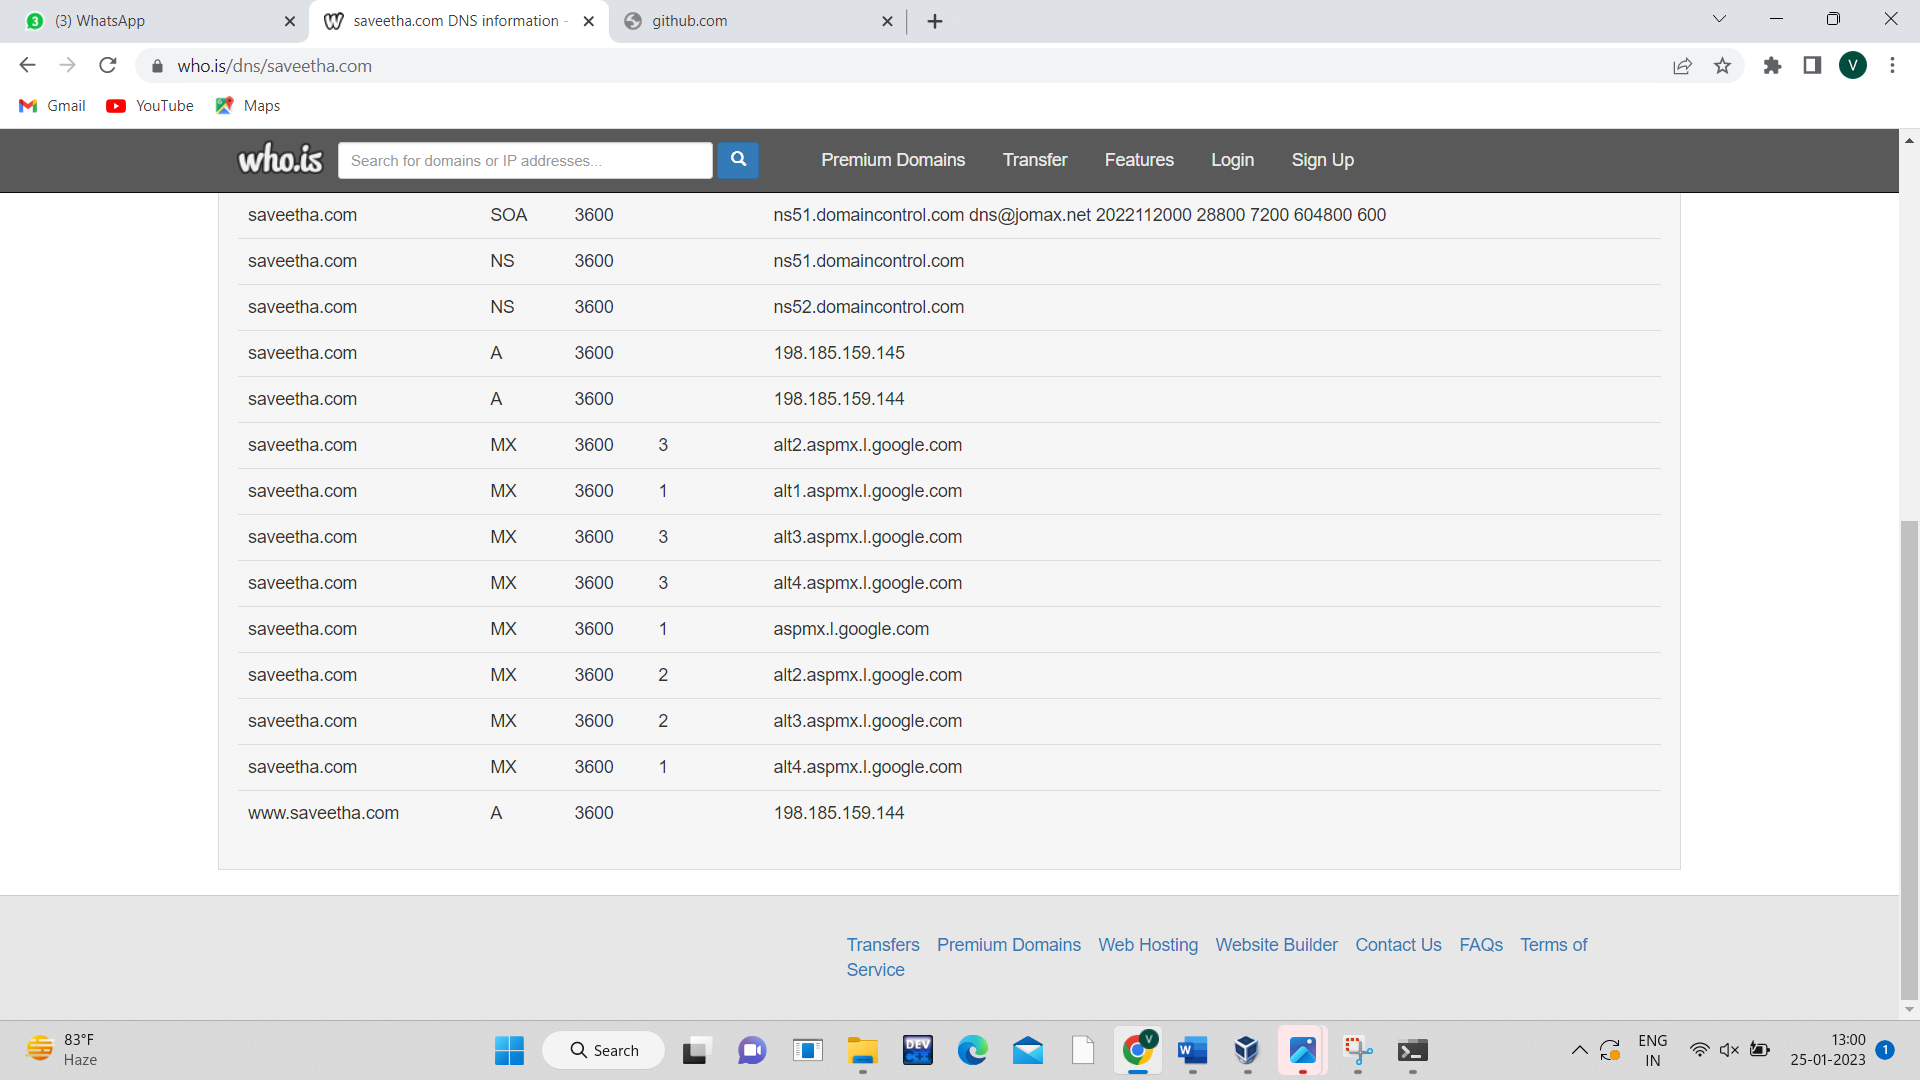 3 (3) WhatsApp
saveetha.com DNS information -
github.com
who.is/dns/saveetha.com
V
Gmail YouTube Maps
who.is Search for domains or IP addresses... Premium Domains Transfer Features Login Sign Up
saveetha.com SOA 3600 ns51.domaincontrol.com dns@jomax.net 2022112000 28800 7200 604800 600
saveetha.com NS 3600 ns51.domaincontrol.com
saveetha.com NS 3600 ns52.domaincontrol.com
saveetha.com A 3600 198.185.159.145
saveetha.com A 3600 198.185.159.144
saveetha.com MX 3600 3 alt2.aspmx.l.google.com
saveetha.com MX 3600 1 alt1.aspmx.l.google.com
saveetha.com MX 3600 3 alt3.aspmx.l.google.com
saveetha.com MX 3600 3 alt4.aspmx.l.google.com
saveetha.com MX 3600 1 aspmx.l.google.com
saveetha.com MX 3600 2 alt2.aspmx.l.google.com
saveetha.com MX 3600 2 alt3.aspmx.l.google.com
saveetha.com MX 3600 1 alt4.aspmx.l.google.com
www.saveetha.com A 3600 198.185.159.144
Transfers Premium Domains Web Hosting Website Builder Contact Us FAQs Terms of
Service
83°F
Haze
Search
DEV
C++
V
W
ENG
IN
13:00
25-01-2023
1